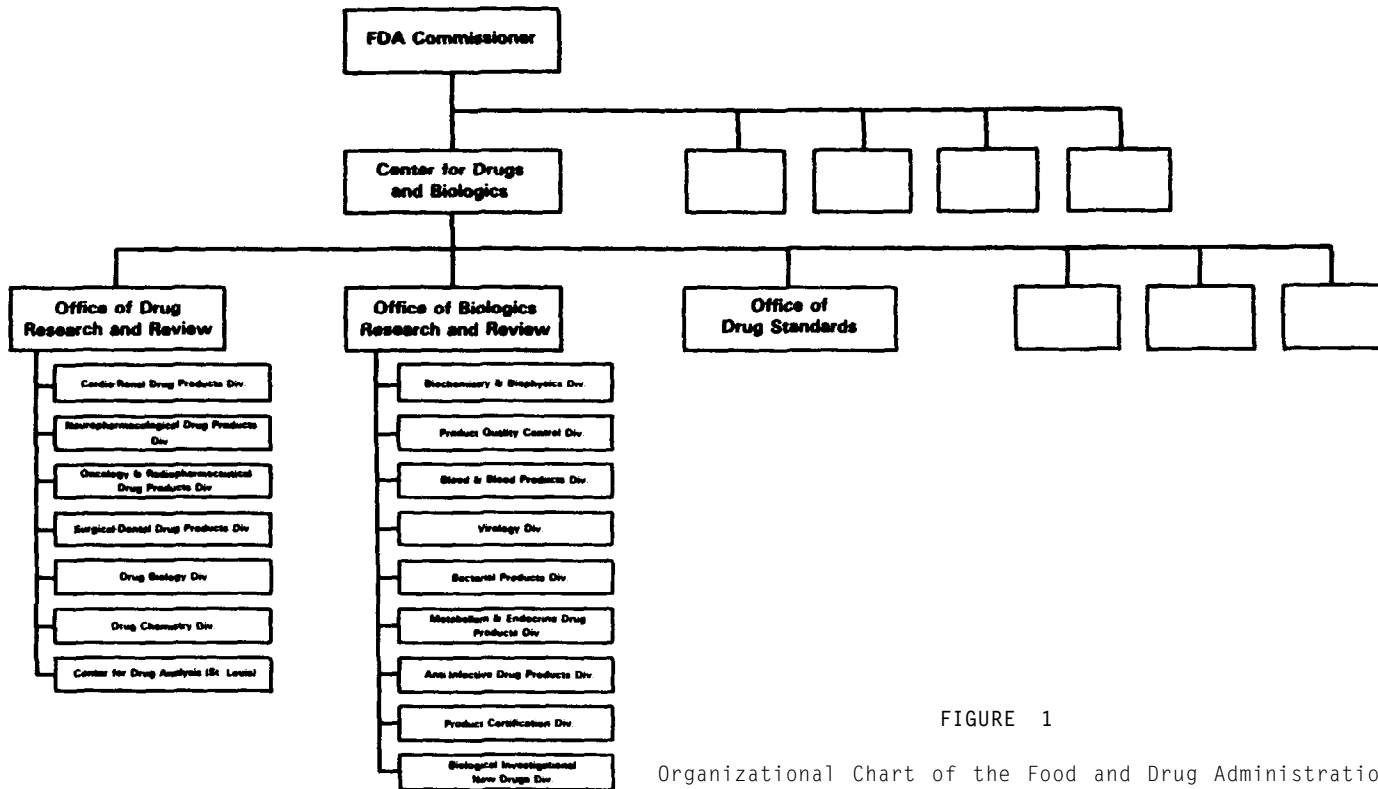 FDA Commissioner
Center for Drugs
and Biologics
Office of Drug
Research and Review
Office of Biologics
Research and Review
Office of
Drug Standards
Cardio-Renal Drug Products Div.
Neuropharmacological Drug Products
Div
Oncology & Radiopharmaceutical
Drug Products Div
Surgical-Dental Drug Products Div
Drug Biology Div
Drug Chemistry Div.
Center for Drug Analysis (St. Louis)
Biochemistry & Biophysics Div.
Product Quality Control Div.
Blood & Blood Products Div.
Virology Div
Bacterial Products Div
Metabolism & Endocrine Drug
Products Div
Anti Infective Drug Products Div.
Product Certification Div.
Biological Investigational
New Drugs Div.
FIGURE 1
Organizational Chart of the Food and Drug Administratio